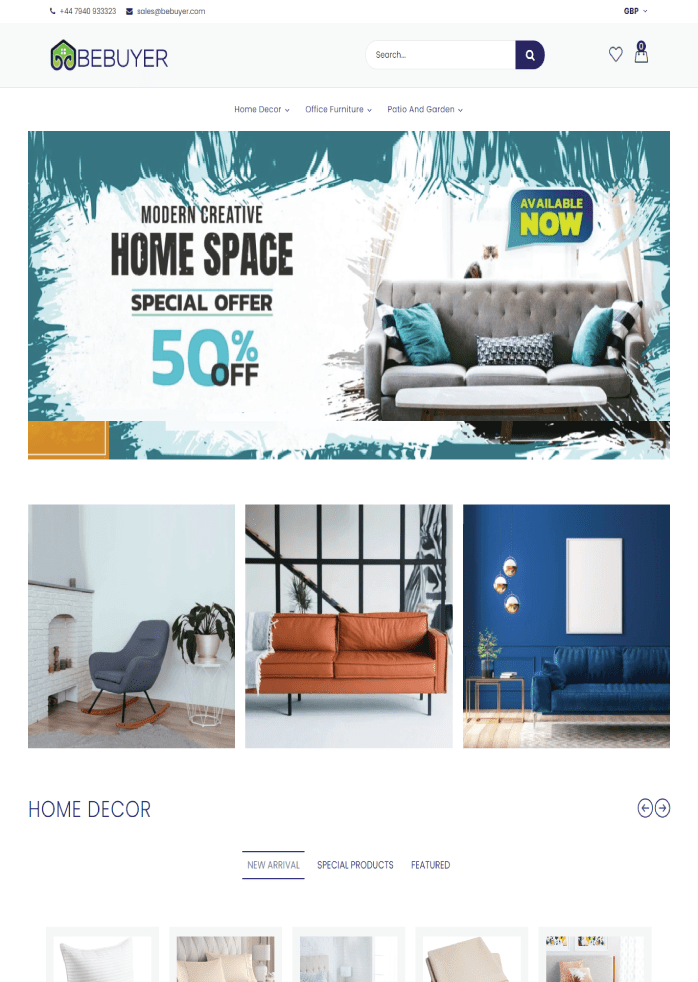 +44 7940 933323 sales@bebuyer.com GBP
BEBUYER
Search...
0
Home Decor Office Furniture Patio And Garden
AVAILABLE
NOW
MODERN CREATIVE
HOME SPACE
SPECIAL OFFER
50%
OFF
HOME DECOR
NEW ARRIVAL SPECIAL PRODUCTS FEATURED